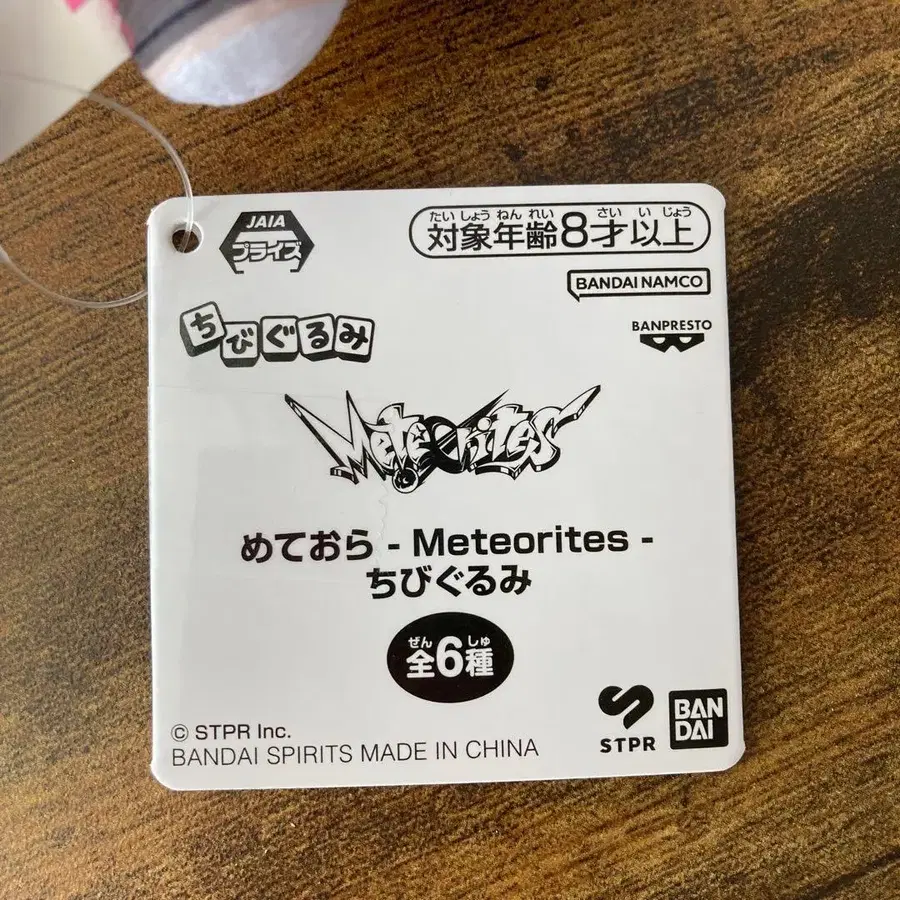 JAIA
プライズ
たいしょうねんれい さいいじょう
対象年齢8才以上
BANDAI NAMCO
ちびぐるみ
BANPRESTO
Meteorites
めておら - Meteorites -
ちびぐるみ
ぜん しゅ
全6種
© STPR Inc.
BANDAI SPIRITS MADE IN CHINA
STPR
BAN
DAI